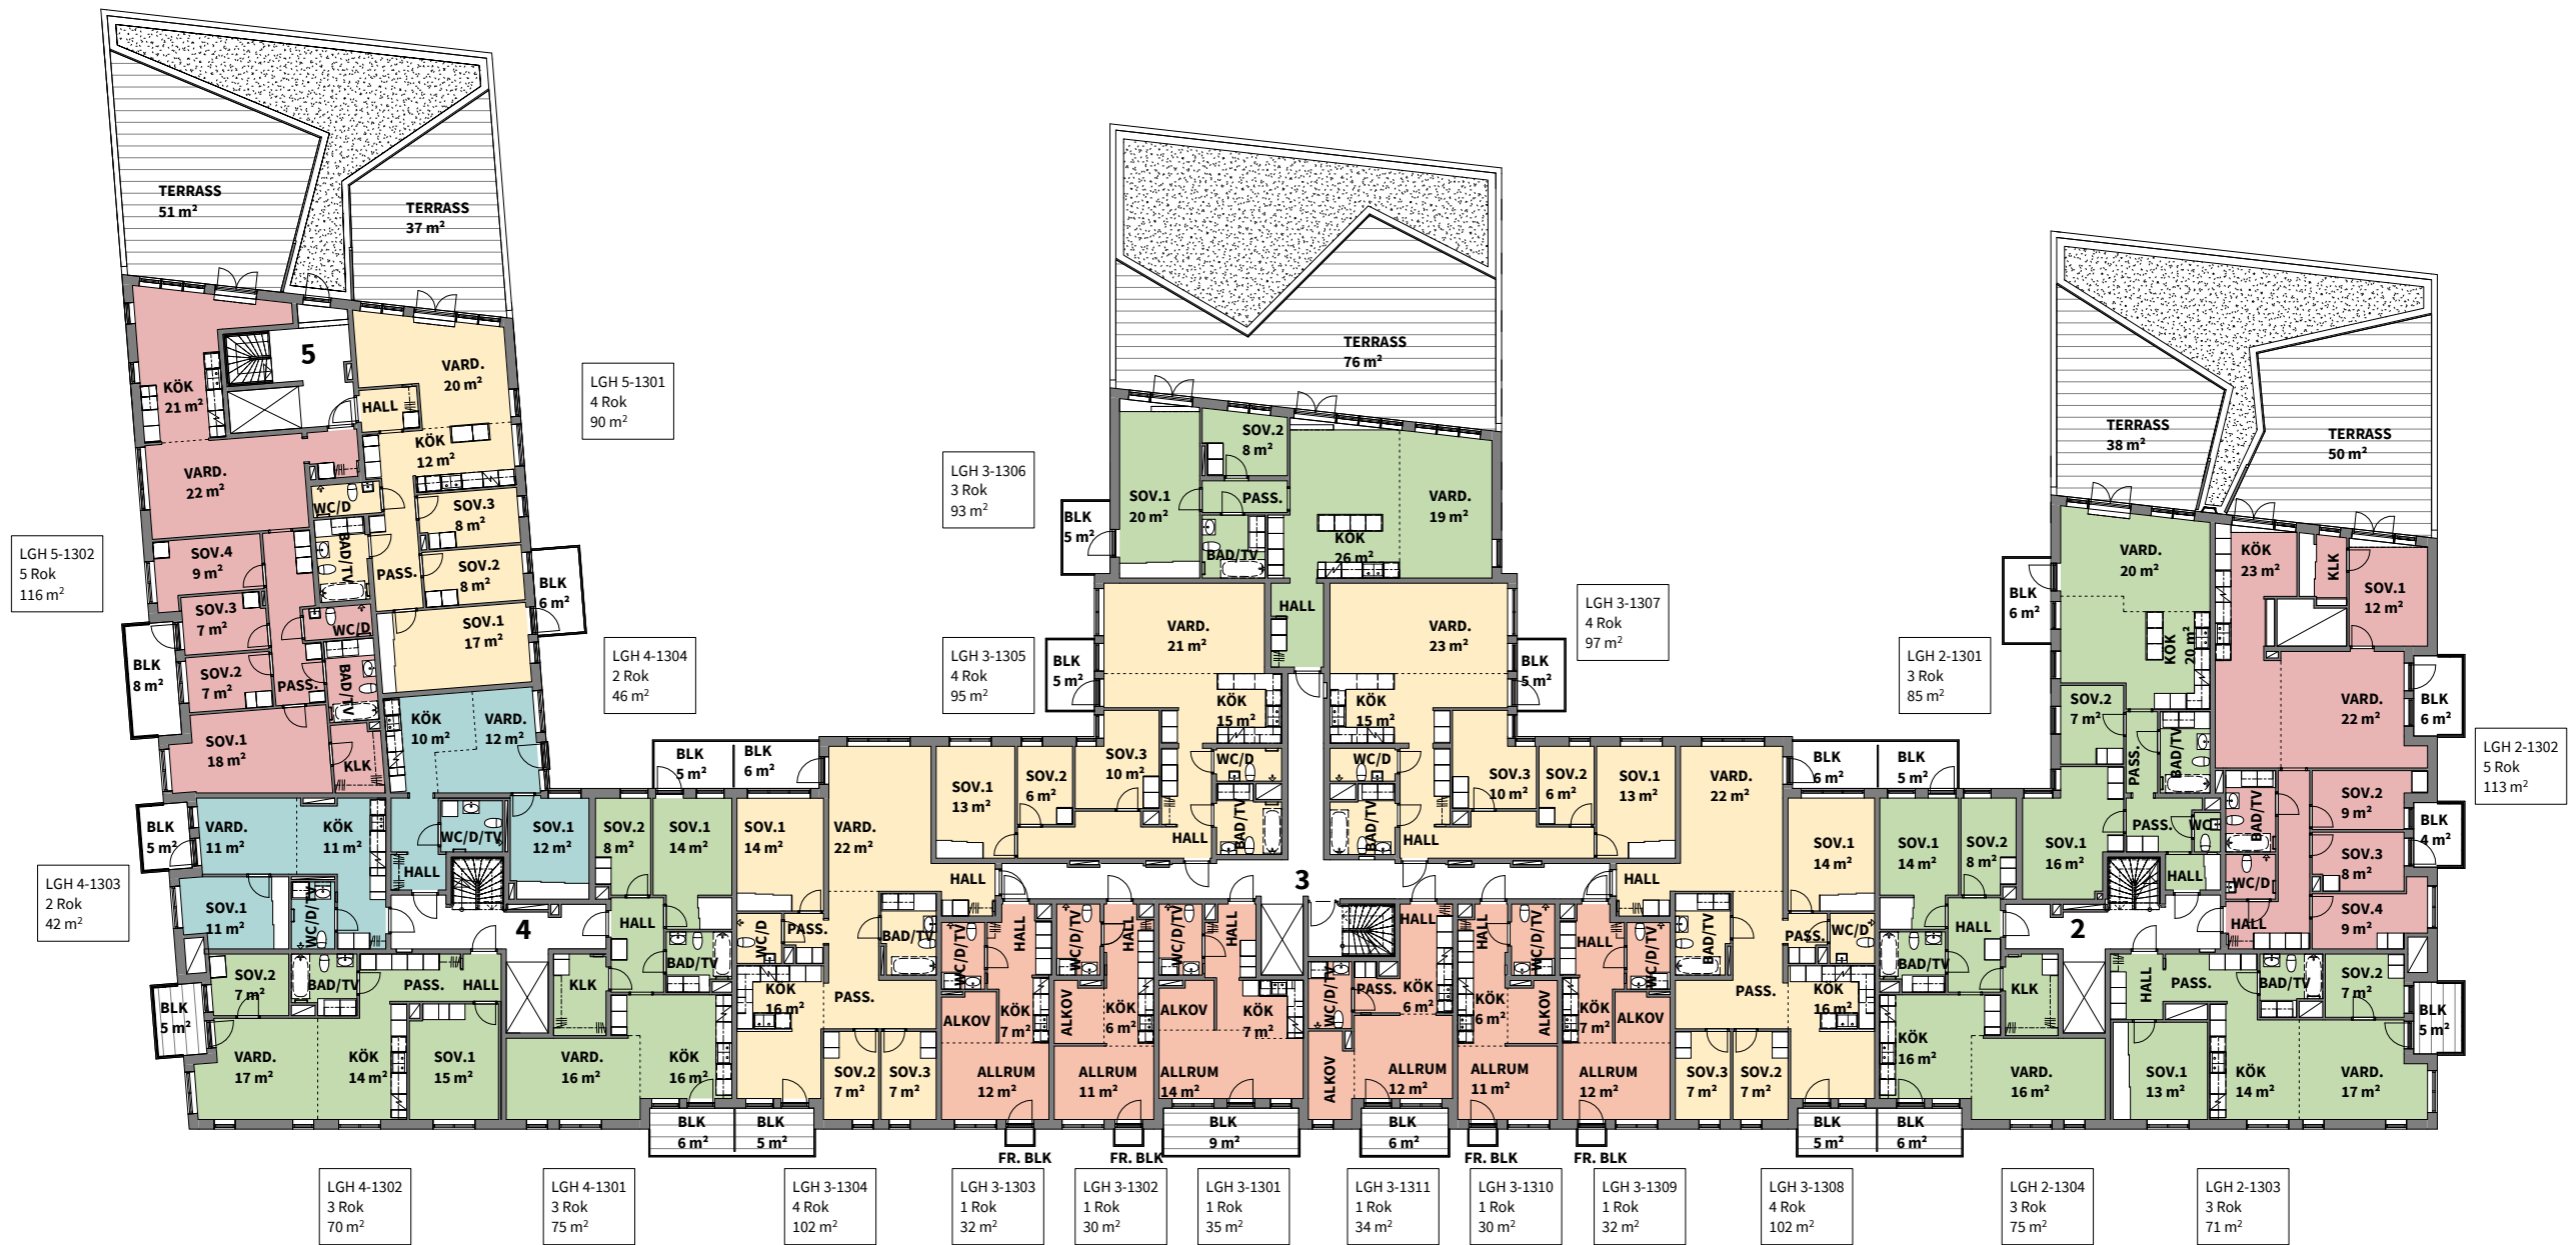 TERRASS
51 m²
TERRASS
37 m²
5
KÖK
21 m²
VARD.
20 m²
HALL
KÖK
12 m²
VARD.
22 m²
WC/D
SOV.3
8 m²
BAD/TV
PASS.
SOV.2
8 m²
SOV.4
9 m²
SOV.3
7 m²
WC/D
SOV.1
17 m²
BLK
6 m²
SOV.2
7 m²
PASS.
BAD/TV
BLK
8 m²
SOV.1
18 m²
KLK
LGH 5-1301
4 Rok
90 m²
LGH 5-1302
5 Rok
116 m²
LGH 4-1304
2 Rok
46 m²
KÖK
10 m²
VARD.
12 m²
WC/D/TV
SOV.1
12 m²
HALL
BLK
5 m²
VARD.
11 m²
KÖK
11 m²
SOV.1
11 m²
WC/D/TV
LGH 4-1303
2 Rok
42 m²
4
BLK
5 m²
BLK
6 m²
SOV.2
8 m²
SOV.1
14 m²
HALL
BAD/TV
KLK
VARD.
16 m²
KÖK
16 m²
BLK
6 m²
BLK
5 m²
SOV.2
7 m²
BAD/TV
PASS.
HALL
BLK
5 m²
VARD.
17 m²
KÖK
14 m²
SOV.1
15 m²
SOV.1
14 m²
VARD.
22 m²
HALL
WC/D
PASS.
BAD/TV
KÖK
16 m²
PASS.
SOV.2
7 m²
SOV.3
7 m²
TERRASS
76 m²
LGH 3-1306
3 Rok
93 m²
SOV.1
20 m²
SOV.2
8 m²
PASS.
BAD/TV
KÖK
26 m²
VARD.
19 m²
BLK
5 m²
HALL
LGH 3-1305
4 Rok
95 m²
LGH 3-1307
4 Rok
97 m²
BLK
5 m²
VARD.
21 m²
KÖK
15 m²
SOV.1
13 m²
SOV.2
6 m²
SOV.3
10 m²
WC/D
BAD/TV
HALL
VARD.
23 m²
BLK
5 m²
KÖK
15 m²
WC/D
BAD/TV
HALL
SOV.3
10 m²
SOV.2
6 m²
SOV.1
13 m²
3
WC/D/TV
HALL
ALKOV
KÖK
7 m²
ALLRUM
12 m²
FR. BLK
WC/D/TV
HALL
ALKOV
KÖK
6 m²
ALLRUM
11 m²
FR. BLK
WC/D/TV
HALL
ALKOV
KÖK
7 m²
ALLRUM
14 m²
BLK
9 m²
HALL
WC/D/TV
PASS.
KÖK
6 m²
ALKOV
ALLRUM
12 m²
BLK
6 m²
HALL
WC/D/TV
KÖK
6 m²
ALKOV
ALLRUM
11 m²
FR. BLK
HALL
WC/D/TV
KÖK
7 m²
ALKOV
ALLRUM
12 m²
FR. BLK
VARD.
22 m²
SOV.1
14 m²
HALL
BAD/TV
PASS.
WC/D
PASS.
KÖK
16 m²
SOV.3
7 m²
SOV.2
7 m²
BLK
5 m²
BLK
6 m²
BLK
6 m²
BLK
5 m²
SOV.1
14 m²
SOV.2
8 m²
HALL
BAD/TV
KLK
KÖK
16 m²
VARD.
16 m²
TERRASS
38 m²
TERRASS
50 m²
LGH 2-1301
3 Rok
85 m²
BLK
6 m²
VARD.
20 m²
KÖK
20 m²
SOV.2
7 m²
PASS.
BAD/TV
SOV.1
16 m²
PASS.
WC
HALL
2
KÖK
23 m²
KLK
SOV.1
12 m²
VARD.
22 m²
BLK
6 m²
BAD/TV
SOV.2
9 m²
BLK
4 m²
SOV.3
8 m²
WC/D
HALL
SOV.4
9 m²
LGH 2-1302
5 Rok
113 m²
HALL
PASS.
BAD/TV
SOV.2
7 m²
BLK
5 m²
SOV.1
13 m²
KÖK
14 m²
VARD.
17 m²
LGH 4-1302
3 Rok
70 m²
LGH 4-1301
3 Rok
75 m²
LGH 3-1304
4 Rok
102 m²
LGH 3-1303
1 Rok
32 m²
LGH 3-1302
1 Rok
30 m²
LGH 3-1301
1 Rok
35 m²
LGH 3-1311
1 Rok
34 m²
LGH 3-1310
1 Rok
30 m²
LGH 3-1309
1 Rok
32 m²
LGH 3-1308
4 Rok
102 m²
LGH 2-1304
3 Rok
75 m²
LGH 2-1303
3 Rok
71 m²